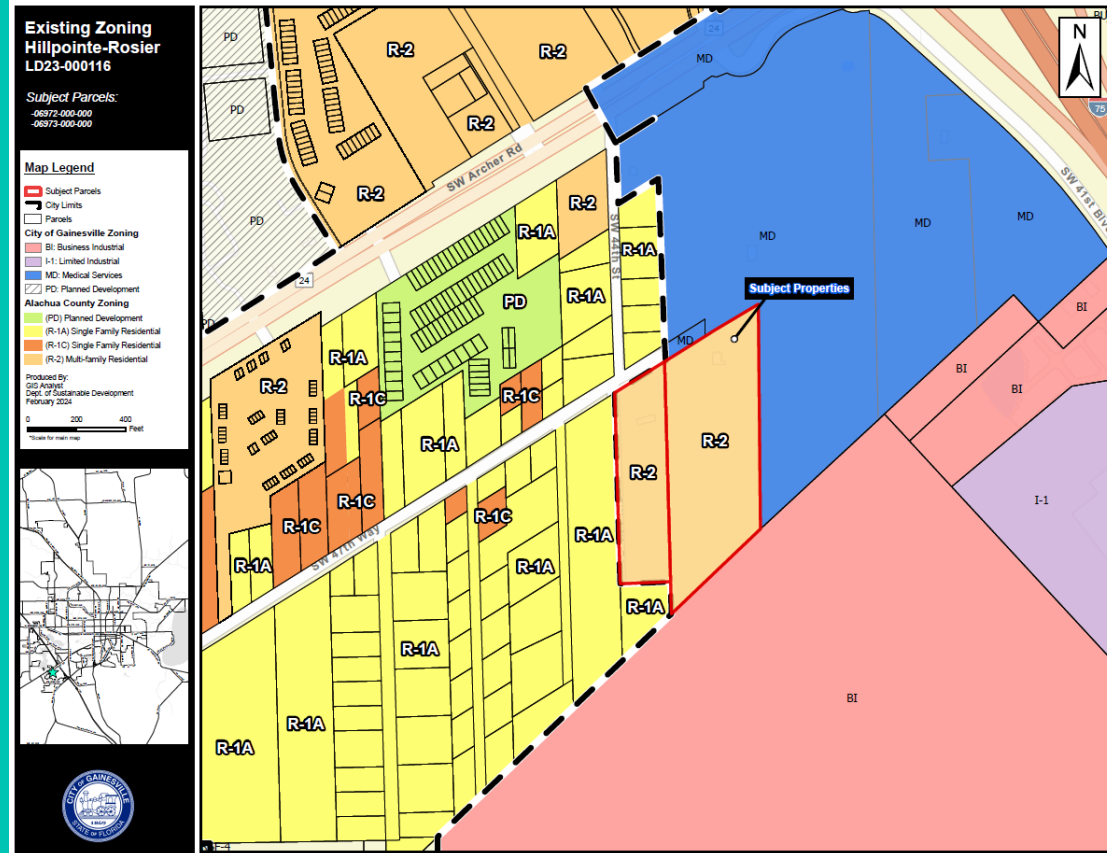 Existing Zoning
Hillpointe-Rosier
LD23-000116
Subject Parcels:
-06972-000-000
-06973-000-000
Map Legend
Subject Parcels
City Limits
Parcels
City of Gainesville Zoning
BI: Business Industrial
I-1: Limited Industrial
MD: Medical Services
PD: Planned Development
Alachua County Zoning
(PD) Planned Development
(R-1A) Single Family Residential
(R-1C) Single Family Residential
(R-2) Multi-family Residential
Produced By:
GIS Analyst
Dept. of Sustainable Development
February 2024
0 200 400
Feet
*Scale for main map
CITY OF GAINESVILLE
STATE OF FLORIDA
PD
R-2
R-2
24
MD
BI
N
75
PD
R-2
SW Archer Rd
R-2
PD
R-2
SW 44th St
SW 41st Blvd
R-1A
R-1A
MD
MD
MD
24
PD
R-1A
Subject Properties
PD
R-1A
MD
BI
R-2
R-1C
R-1C
BI
BI
R-1A
R-2
R-2
R-1C
R-1C
I-1
SW 47th Way
R-1A
R-1A
R-1A
R-1A
R-1A
BI
R-1A
R-1A